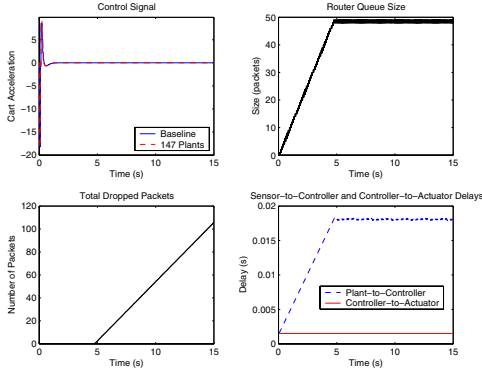 Control Signal
Cart Acceleration
5
0
-5
-10
-15
-20
0 5 10 15
Time (s)
Baseline
147 Plants
Router Queue Size
Size (packets)
50
40
30
20
10
0
0 5 10 15
Time (s)
Total Dropped Packets
Number of Packets
120
100
80
60
40
20
0
0 5 10 15
Time (s)
Sensor-to-Controller and Controller-to-Actuator Delays
Delay (s)
0.02
0.015
0.01
0.005
0
0 5 10 15
Time (s)
Plant-to-Controller
Controller-to-Actuator